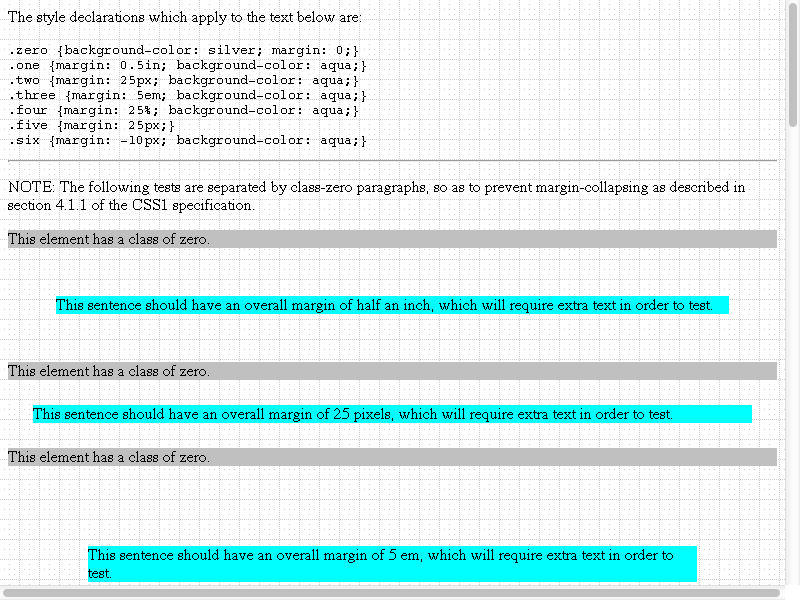 The style declarations which apply to the text below are:
.zero {background-color: silver; margin: 0;}
.one {margin: 0.5in; background-color: aqua;}
.two {margin: 25px; background-color: aqua;}
.three {margin: 5em; background-color: aqua;}
.four {margin: 25%; background-color: aqua;}
.five {margin: 25px;}
.six {margin: -10px; background-color: aqua;}
NOTE: The following tests are separated by class-zero paragraphs, so as to prevent margin-collapsing as described in
section 4.1.1 of the CSS1 specification.
This element has a class of zero.
This sentence should have an overall margin of half an inch, which will require extra text in order to test.
This element has a class of zero.
This sentence should have an overall margin of 25 pixels, which will require extra text in order to test.
This element has a class of zero.
This sentence should have an overall margin of 5 em, which will require extra text in order to
test.